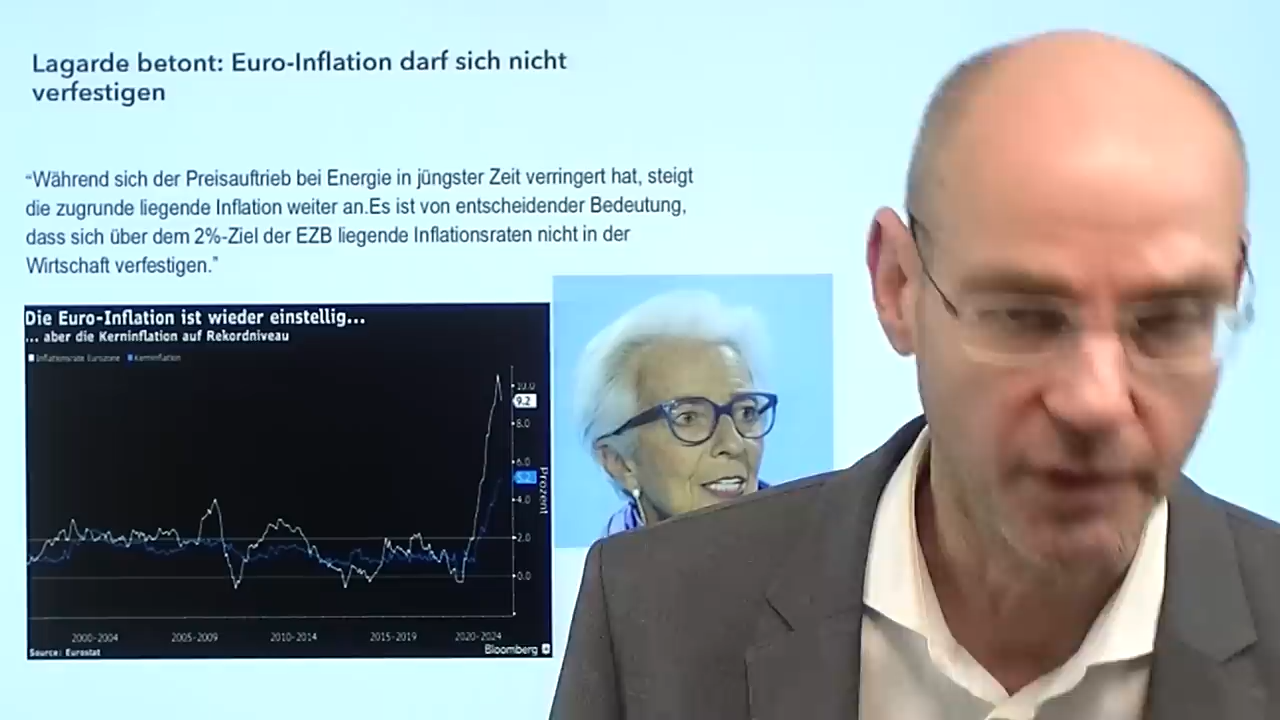 Lagarde betont: Euro-Inflation darf sich nicht
verfestigen
“Während sich der Preisauftrieb bei Energie in jüngster Zeit verringert hat, steigt
die zugrunde liegende Inflation weiter an.Es ist von entscheidender Bedeutung,
dass sich über dem 2%-Ziel der EZB liegende Inflationsraten nicht in der
Wirtschaft verfestigen.”
Die Euro-Inflation ist wieder einstellig...
... aber die Kerninflation auf Rekordniveau
Inflationsrate Eurozone Kerninflation
10.0
9.2
8.0
6.0
5.2
4.0
2.0
0.0
Prozent
2000-2004 2005-2009 2010-2014 2015-2019 2020-2024
Source: Eurostat
Bloomberg